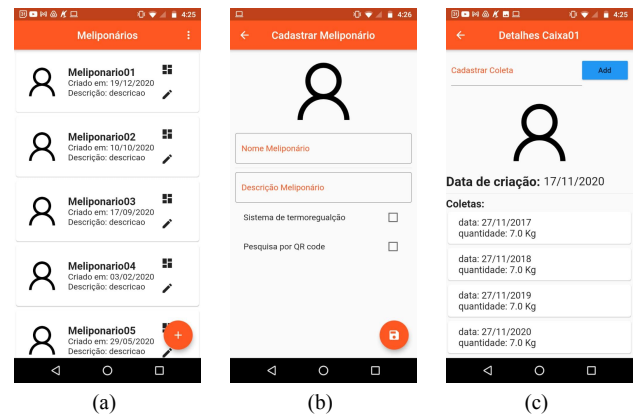 4:25
Meliponários
Meliponario01
Criado em: 19/12/2020
Descrição: descricao
Meliponario02
Criado em: 10/10/2020
Descrição: descricao
Meliponario03
Criado em: 17/09/2020
Descrição: descricao
Meliponario04
Criado em: 03/02/2020
Descrição: descricao
Meliponario05
Criado em: 29/05/2020
Descrição: descricao
(a)
4:26
Cadastrar Meliponário
Nome Meliponário
Descrição Meliponário
Sistema de termoregualção
Pesquisa por QR code
(b)
4:25
Detalhes Caixa01
Cadastrar Coleta
Add
Data de criação: 17/11/2020
Coletas:
data: 27/11/2017
quantidade: 7.0 Kg
data: 27/11/2018
quantidade: 7.0 Kg
data: 27/11/2019
quantidade: 7.0 Kg
data: 27/11/2020
quantidade: 7.0 Kg
(c)